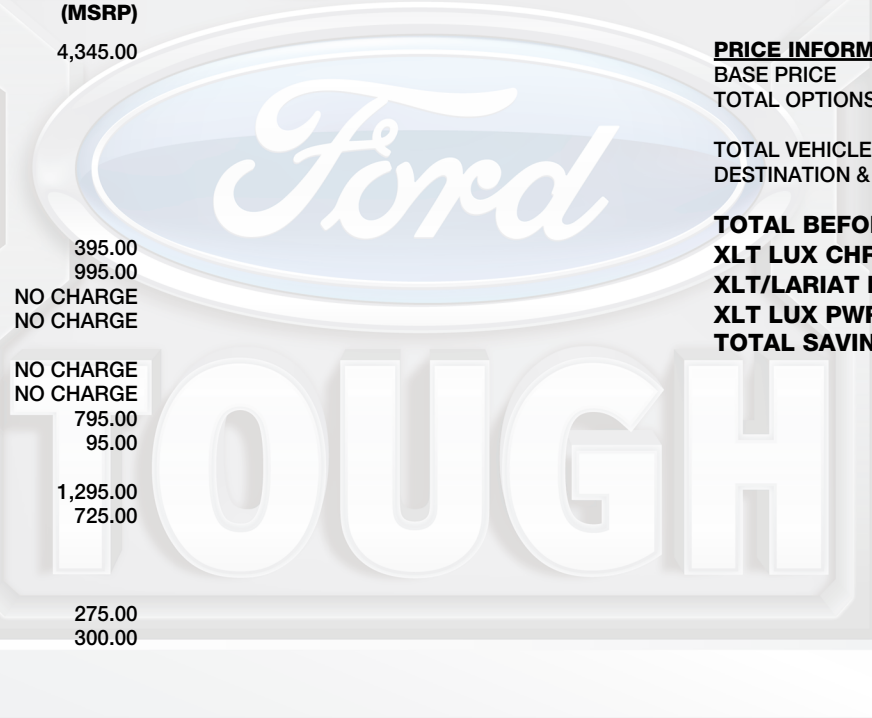 (MSRP)
4,345.00
395.00
995.00
NO CHARGE
NO CHARGE
NO CHARGE
NO CHARGE
795.00
95.00
1,295.00
725.00
275.00
300.00
PRICE INFORM
BASE PRICE
TOTAL OPTIONS
TOTAL VEHICLE
DESTINATION &
TOTAL BEFO
XLT LUX CHR
XLT/LARIAT
XLT LUX PWR
TOTAL SAVIN
Ford
TOUGH